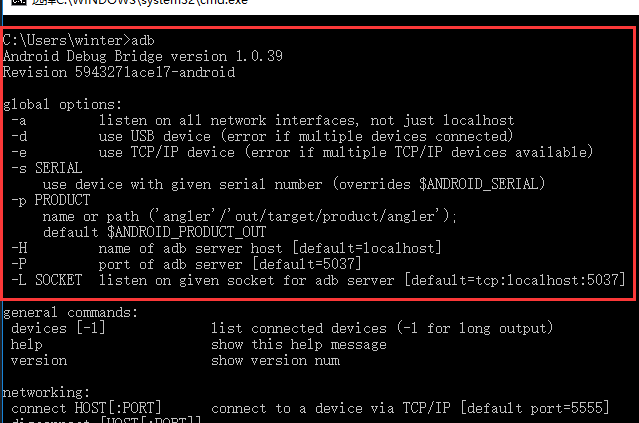 选择C:\WINDOWS\system32\cmd.exe
C:\Users\winter>adb
Android Debug Bridge version 1.0.39
Revision 5943271ace17-android
global options:
-a listen on all network interfaces, not just localhost
-d use USB device (error if multiple devices connected)
-e use TCP/IP device (error if multiple TCP/IP devices available)
-s SERIAL
use device with given serial number (overrides $ANDROID_SERIAL)
-p PRODUCT
name or path ('angler'/'out/target/product/angler');
default $ANDROID_PRODUCT_OUT
-H name of adb server host [default=localhost]
-P port of adb server [default=5037]
-L SOCKET listen on given socket for adb server [default=tcp:localhost:5037]
general commands:
devices [-l] list connected devices (-l for long output)
help show this help message
version show version num
networking:
connect HOST[:PORT] connect to a device via TCP/IP [default port=5555]
disconnect [HOST[:PORT]]